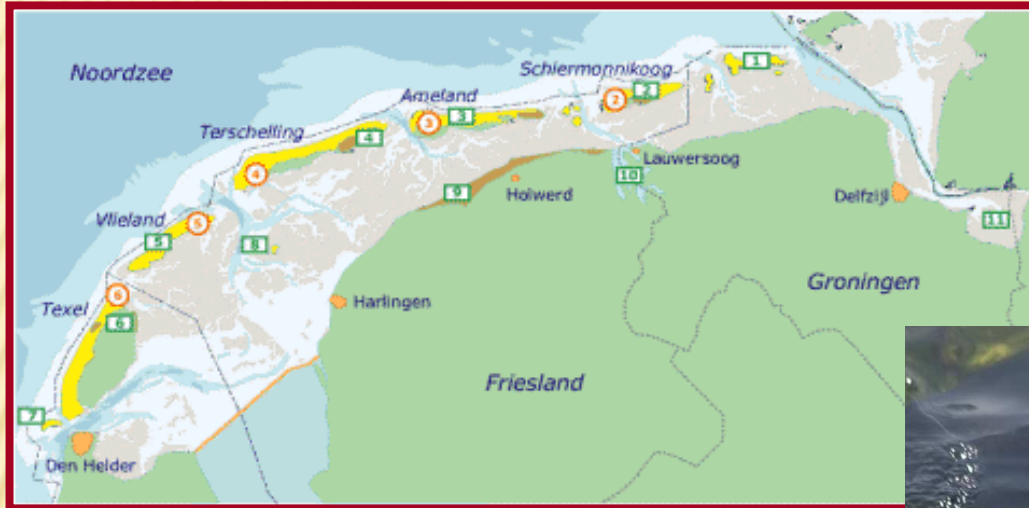 Noordzee
Schiermonnikoog
1
2
2
Ameland
3
3
Terschelling
4
4
Lauwersoog
10
9
Holwerd
Delfzijl
11
Vlieland
5
5
8
Groningen
6
Harlingen
Texel
6
Friesland
7
Den Helder